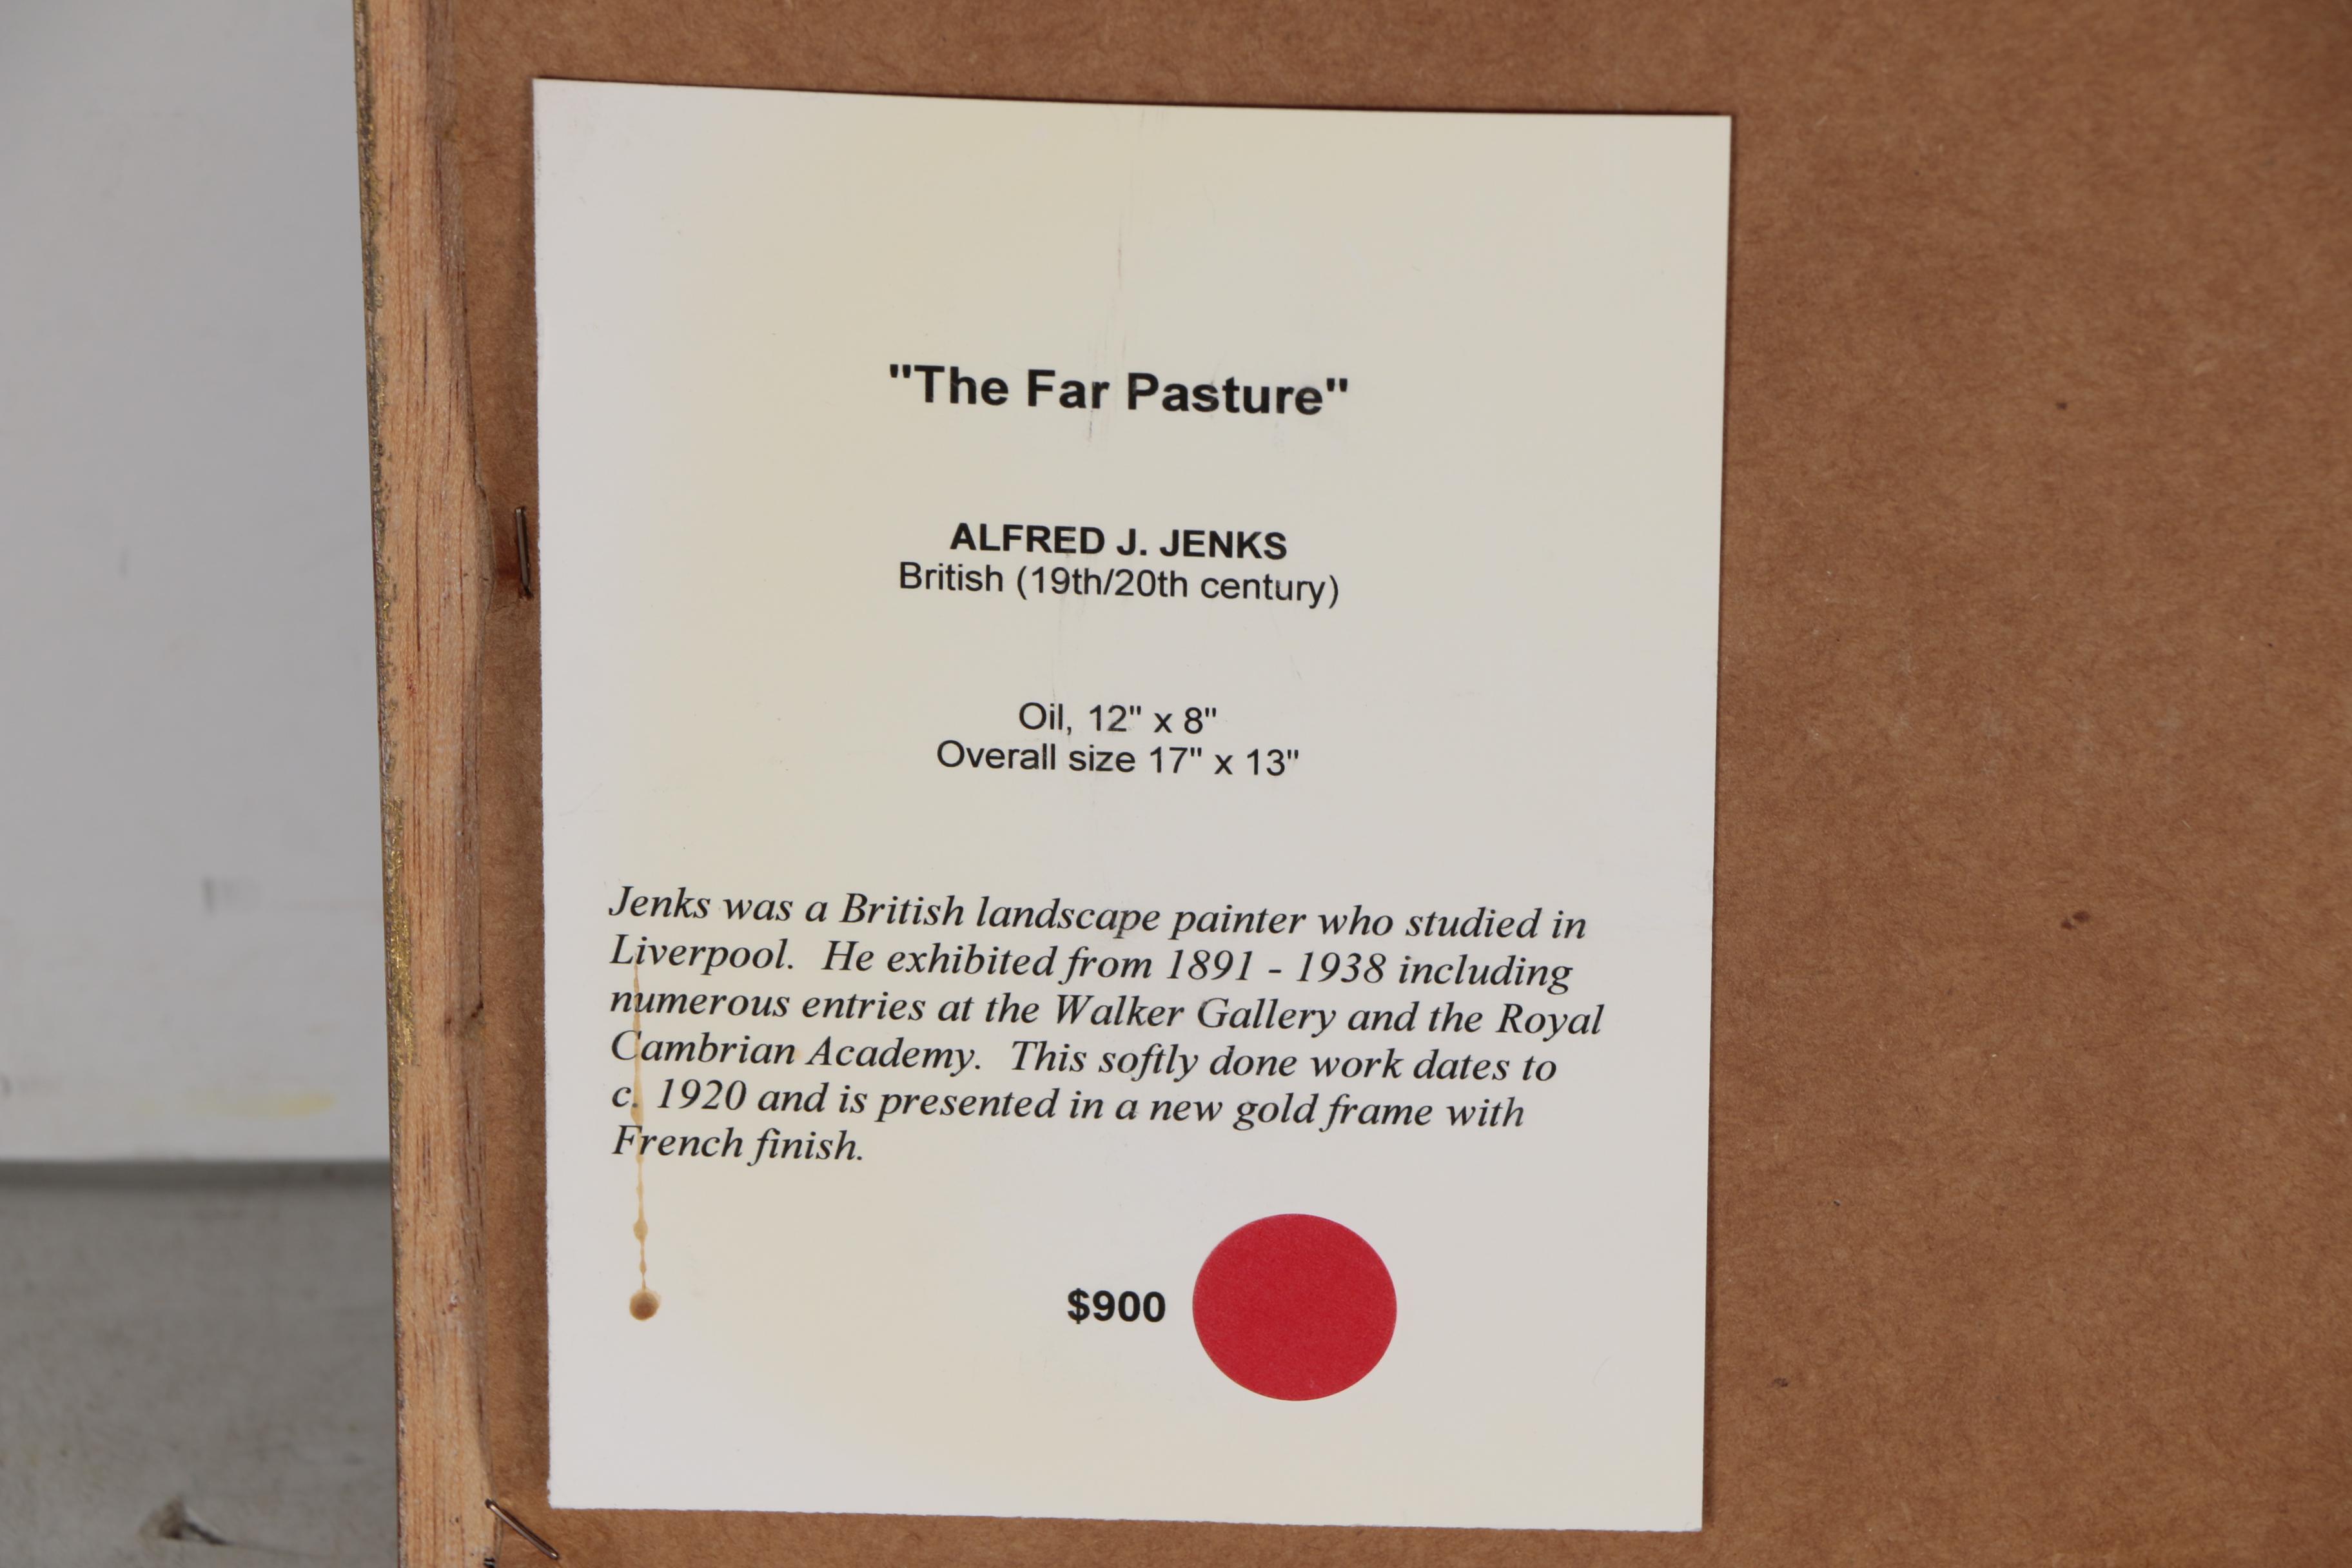 "The Far Pasture"
ALFRED J. JENKS
British (19th/20th century)
Oil, 12" x 8"
Overall size 17" x 13"
Jenks was a British landscape painter who studied in
Liverpool.  He exhibited from 1891 - 1938 including
numerous entries at the Walker Gallery and the Royal
Cambrian Academy.  This softly done work dates to
c. 1920 and is presented in a new gold frame with
French finish.
$900